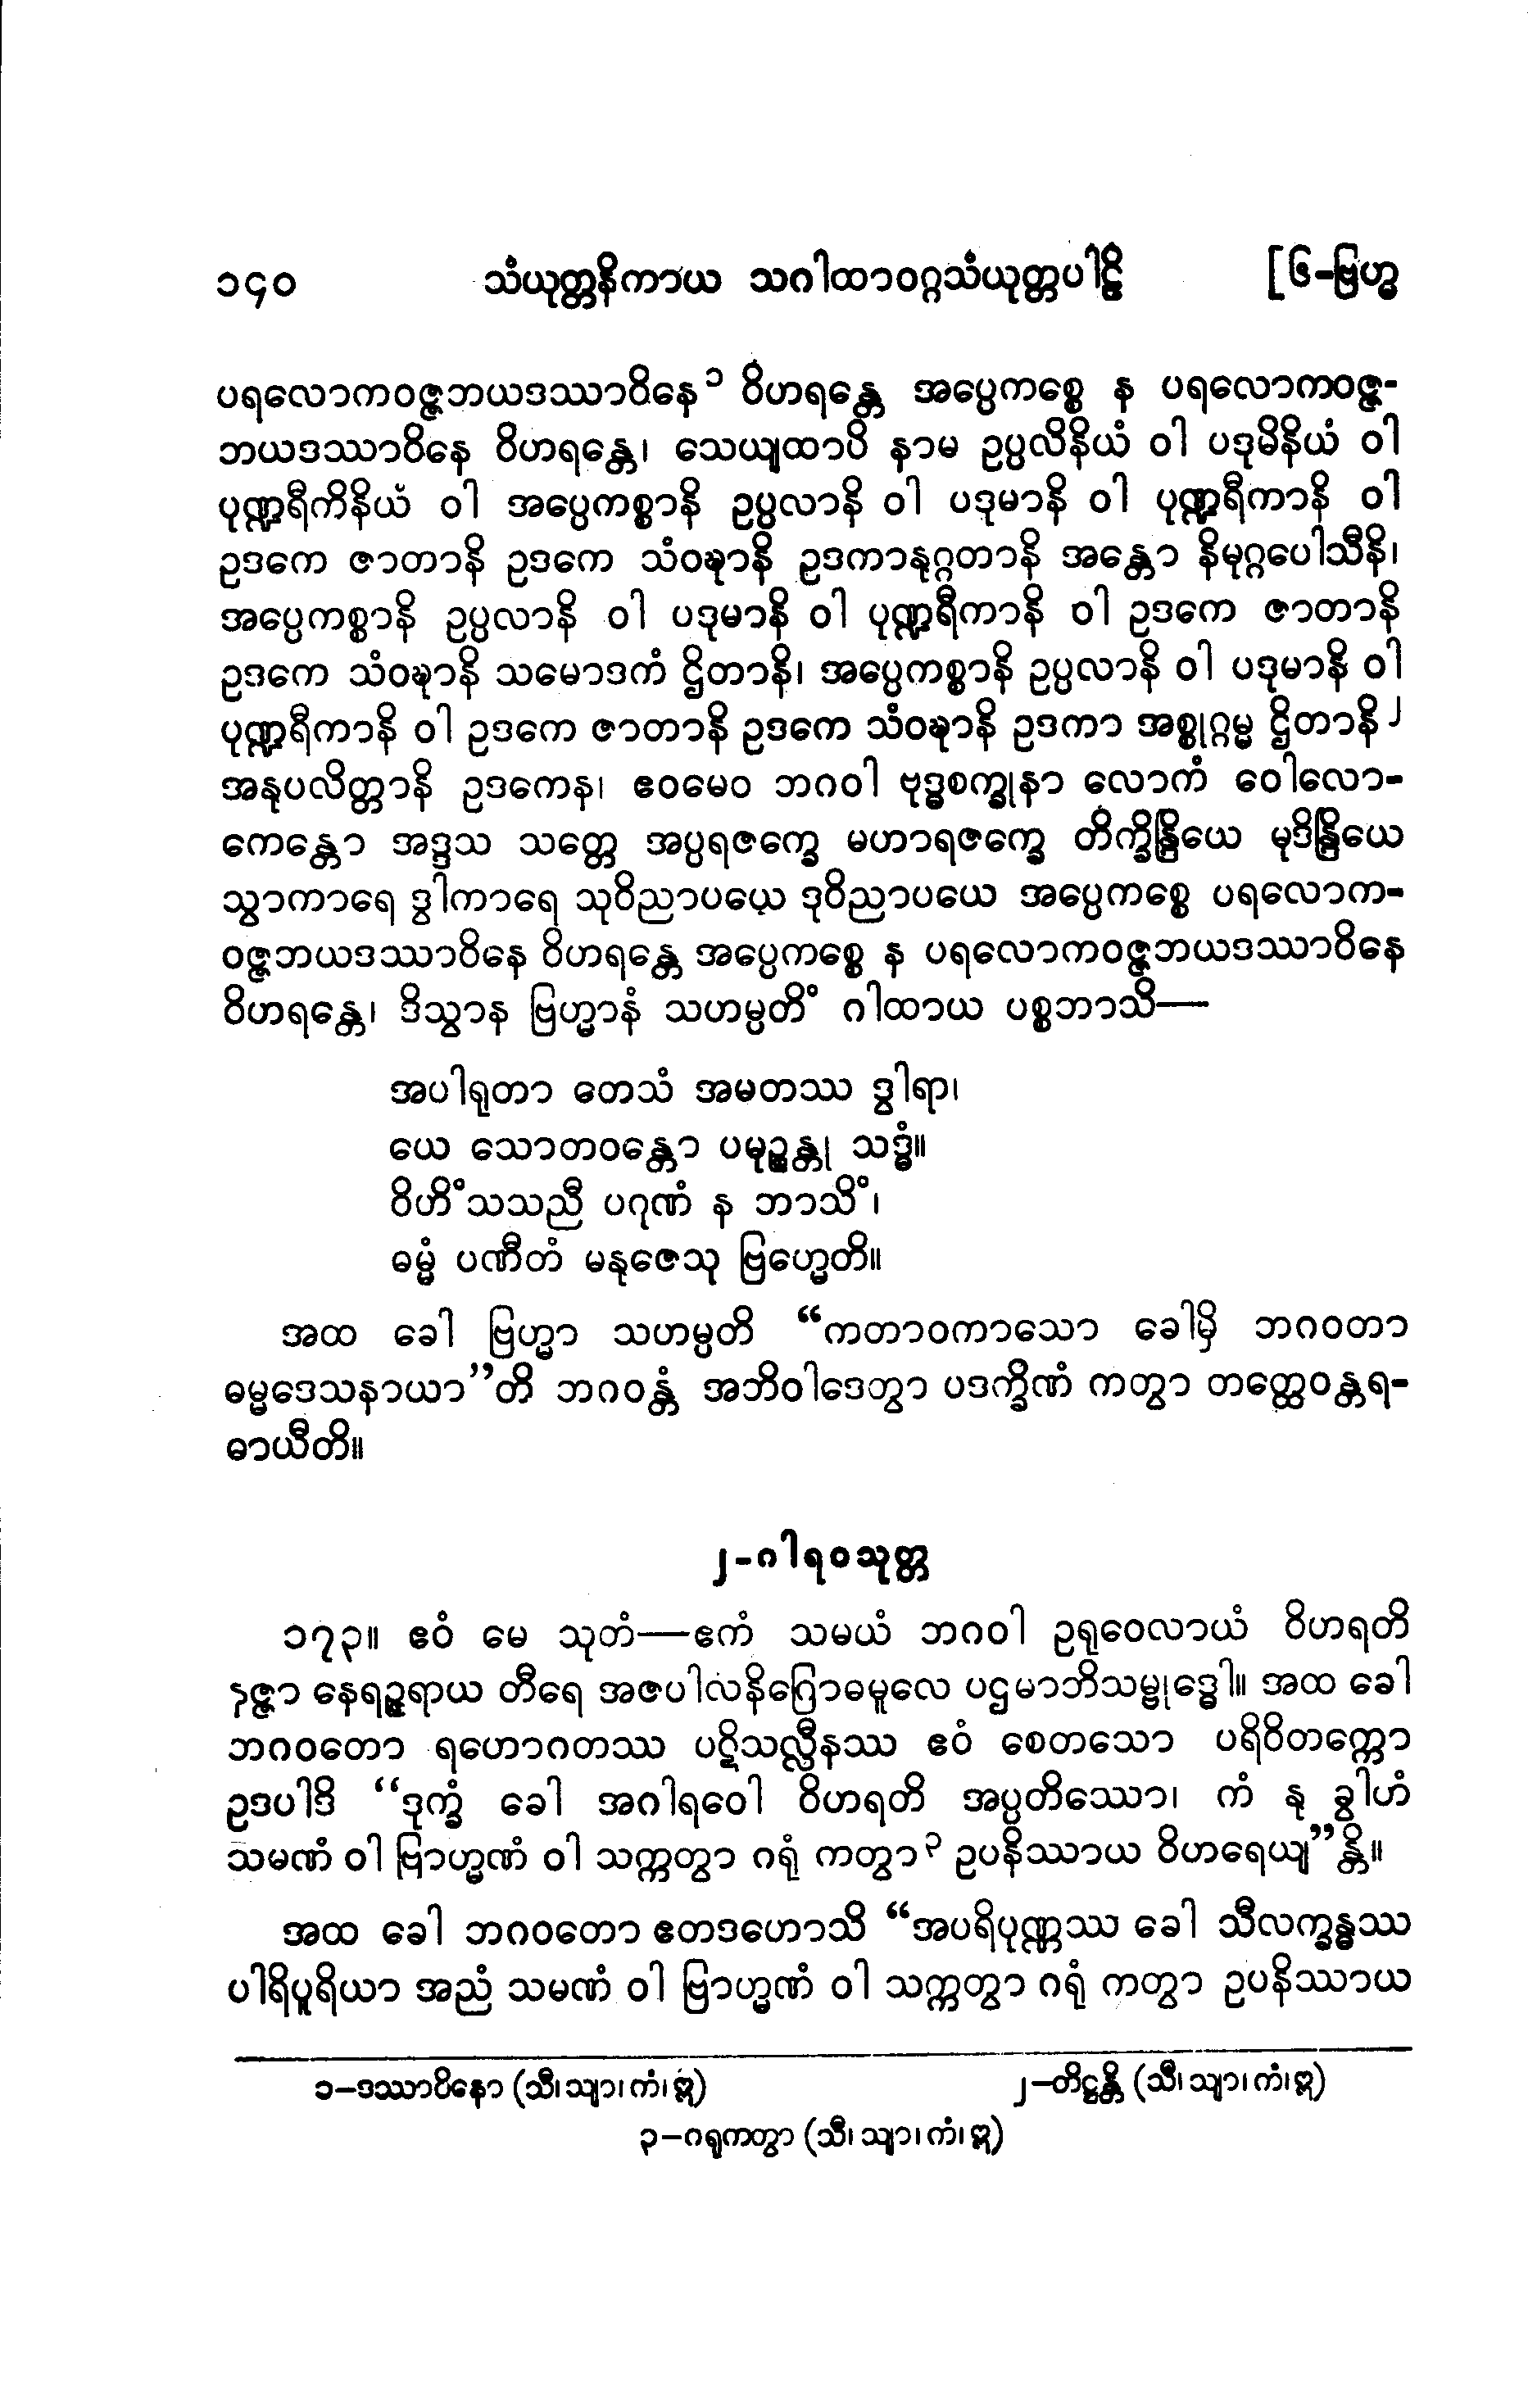 ၁၄၀ သံယုတ္တနိကာယ သဂါထာဝဂ္ဂသံယုတ္တပါဠိ [၆-ဗြဟ္မ
ပရလောကဝဇ္ဇဘယဒဿာဝိနေ၁ ဝိဟရန္တေ အပ္ပေကစ္စေ န ပရလောကဝဇ္ဇ-
ဘယဒဿာဝိနေ ဝိဟရန္တေ၊ သေယျထာပိ နာမ ဥပ္ပလိနိယံ ဝါ ပဒုမိနိယံ ဝါ
ပုဏ္ဍရီကိနိယံ ဝါ အပ္ပေကစ္စာနိ ဥပ္ပလာနိ ဝါ ပဒုမာနိ ဝါ ပုဏ္ဍရီကာနိ ဝါ
ဥဒကေ ဇာတာနိ ဥဒကေ သံဝဍ္ဎာနိ ဥဒကာနုဂ္ဂတာနိ အန္တော နိမုဂ္ဂပေါသီနိ၊
အပ္ပေကစ္စာနိ ဥပ္ပလာနိ ဝါ ပဒုမာနိ ဝါ ပုဏ္ဍရီကာနိ ဝါ ဥဒကေ ဇာတာနိ
ဥဒကေ သံဝဍ္ဎာနိ သမောဒကံ ဌိတာနိ၊ အပ္ပေကစ္စာနိ ဥပ္ပလာနိ ဝါ ပဒုမာနိ ဝါ
ပုဏ္ဍရီကာနိ ဝါ ဥဒကေ ဇာတာနိ ဥဒကေ သံဝဍ္ဎာနိ ဥဒကာ အစ္စုဂ္ဂမ္မ ဌိတာနိ၂
အနုပလိတ္တာနိ ဥဒကေန၊ ဧဝမေဝ ဘဂဝါ ဗုဒ္ဓစက္ခုနာ လောကံ ဝေါလော-
ကေန္တော အဒ္ဒသ သတ္တေ အပ္ပရဇက္ခေ မဟာရဇက္ခေ တိက္ခိန္ဒြိယေ မုဒိန္ဒြိယေ
သွာကာရေ ဒွါကာရေ သုဝိညာပယေ ဒုဝိညာပယေ အပ္ပေကစ္စေ ပရလောက-
ဝဇ္ဇဘယဒဿာဝိနေ ဝိဟရန္တေ အပ္ပေကစ္စေ န ပရလောကဝဇ္ဇဘယဒဿာဝိနေ
ဝိဟရန္တေ၊ ဒိသွာန ဗြဟ္မာနံ သဟမ္ပတိံ ဂါထာယ ပစ္စဘာသိ—
အပါရုတာ တေသံ အမတဿ ဒွါရာ၊
ယေ သောတဝန္တော ပမုဉ္စန္တု သဒ္ဓံ။
ဝိဟိံသသညီ ပဂုဏံ န ဘာသိံ၊
ဓမ္မံ ပဏီတံ မနုဇေသု ဗြဟ္မေတိ။
အထ ခေါ ဗြဟ္မာ သဟမ္ပတိ “ကတာဝကာသော ခေါမှိ ဘဂဝတာ
ဓမ္မဒေသနာယာ”တိ ဘဂဝန္တံ အဘိဝါဒေတွာ ပဒက္ခိဏံ ကတွာ တတ္ထေဝန္တရ-
ဓာယီတိ။
၂-ဂါရဝသုတ္တ
၁၇၃။ ဧဝံ မေ သုတံ—ဧကံ သမယံ ဘဂဝါ ဥရုဝေလာယံ ဝိဟရတိ
နဇ္ဇာ နေရဉ္ဇရာယ တီရေ အဇပါလနိဂြောဓမူလေ ပဌမာဘိသမ္ဗုဒ္ဓေါ။ အထ ခေါ
ဘဂဝတော ရဟောဂတဿ ပဋိသလ္လီနဿ ဧဝံ စေတသော ပရိဝိတက္ကော
ဥဒပါဒိ “ဒုက္ခံ ခေါ အဂါရဝေါ ဝိဟရတိ အပ္ပတိဿော၊ ကံ နု ခွါဟံ
သမဏံ ဝါ ဗြာဟ္မဏံ ဝါ သက္ကတွာ ဂရုံ ကတွာ၃ ဥပနိဿာယ ဝိဟရေယျ”န္တိ။
အထ ခေါ ဘဂဝတော ဧတဒဟောသိ “အပရိပုဏ္ဏဿ ခေါ သီလက္ခန္ဓဿ
ပါရိပူရိယာ အညံ သမဏံ ဝါ ဗြာဟ္မဏံ ဝါ သက္ကတွာ ဂရုံ ကတွာ ဥပနိဿာယ
၁–ဒဿာဝိနော (သီ၊ သျာ၊ ကံ၊ ဣ) ၂–တိဋ္ဌန္တိ (သီ၊ သျာ၊ ကံ၊ ဣ)
၃–ဂရုကတွာ (သီ၊ သျာ၊ ကံ၊ ဣ)